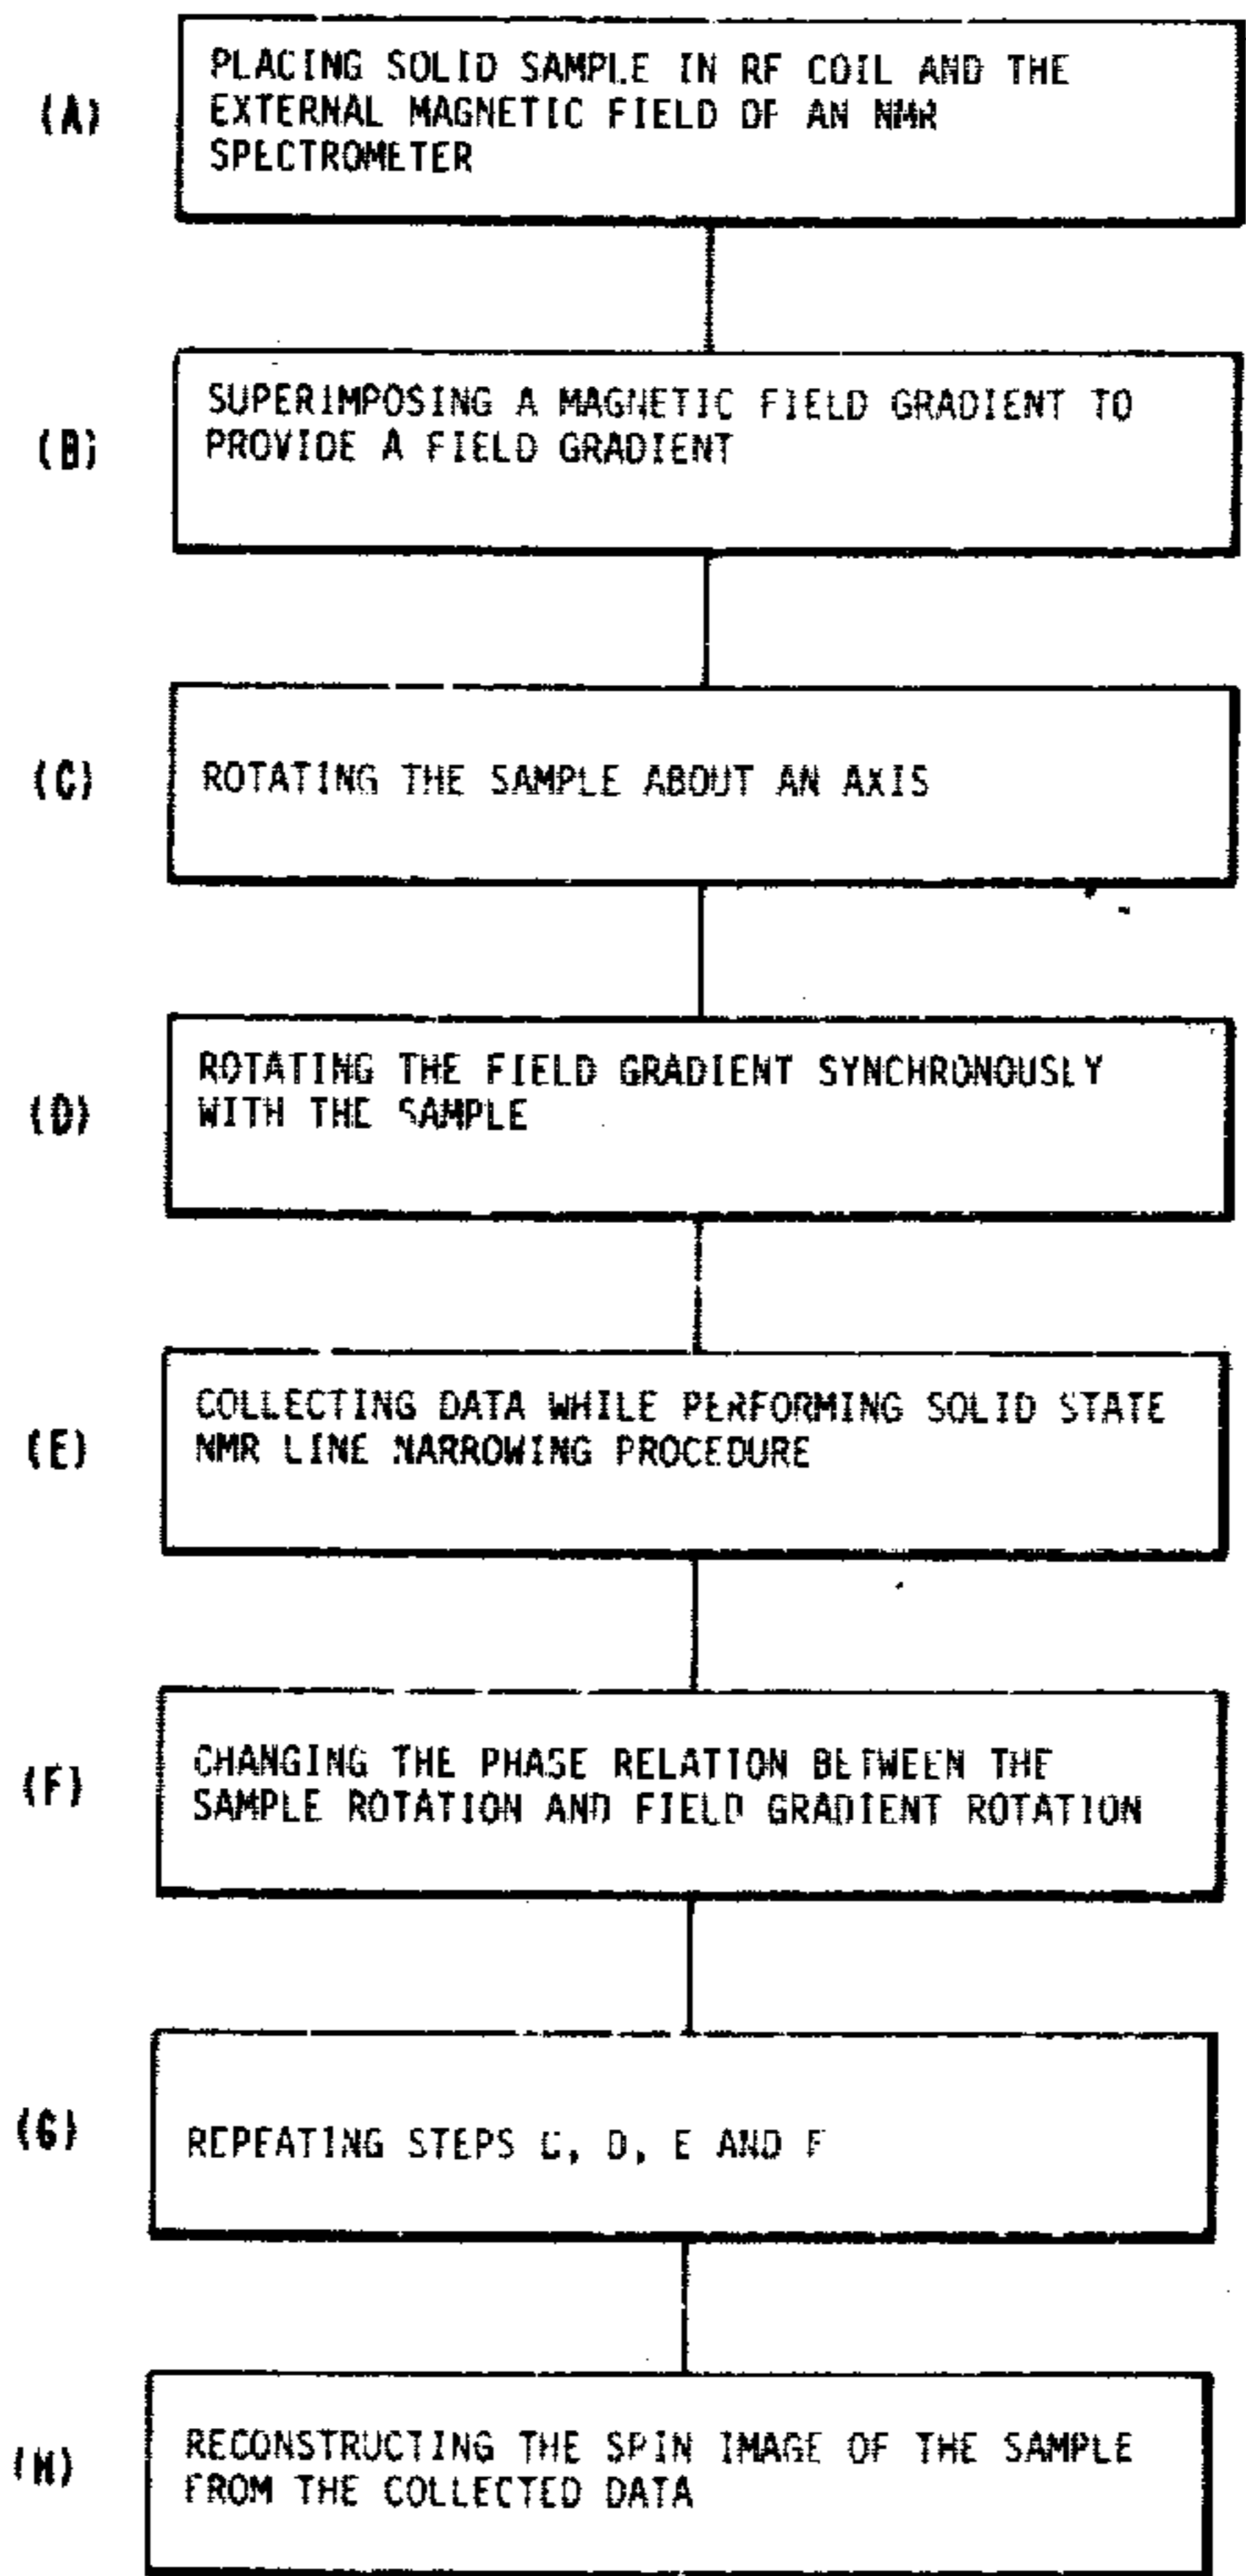 (A)
PLACING SOLID SAMPLE IN RF COIL AND THE
EXTERNAL MAGNETIC FIELD OF AN NMR
SPECTROMETER
(B)
SUPERIMPOSING A MAGNETIC FIELD GRADIENT TO
PROVIDE A FIELD GRADIENT
(C)
ROTATING THE SAMPLE ABOUT AN AXIS
(D)
ROTATING THE FIELD GRADIENT SYNCHRONOUSLY
WITH THE SAMPLE
(E)
COLLECTING DATA WHILE PERFORMING SOLID STATE
NMR LINE NARROWING PROCEDURE
(F)
CHANGING THE PHASE RELATION BETWEEN THE
SAMPLE ROTATION AND FIELD GRADIENT ROTATION
(G)
REPEATING STEPS C, D, E AND F
(H)
RECONSTRUCTING THE SPIN IMAGE OF THE SAMPLE
FROM THE COLLECTED DATA